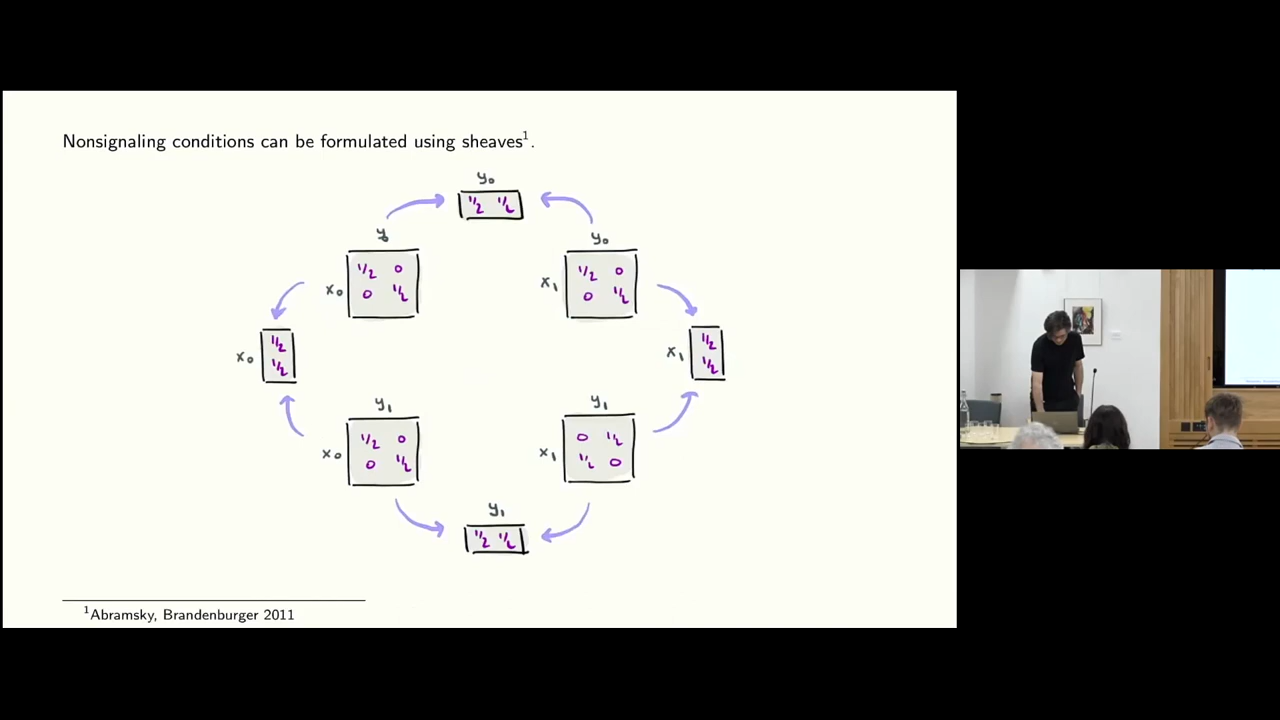 Nonsignaling conditions can be formulated using sheaves¹.
y₀
½ ½
y₀ y₀
x₀ ½ 0 x₁ ½ 0
0 ½ 0 ½
x₀ ½ x₁ ½
½ ½
y₁ y₁
x₀ ½ 0 x₁ 0 ½
0 ½ ½ 0
y₁
½ ½
¹Abramsky, Brandenburger 2011